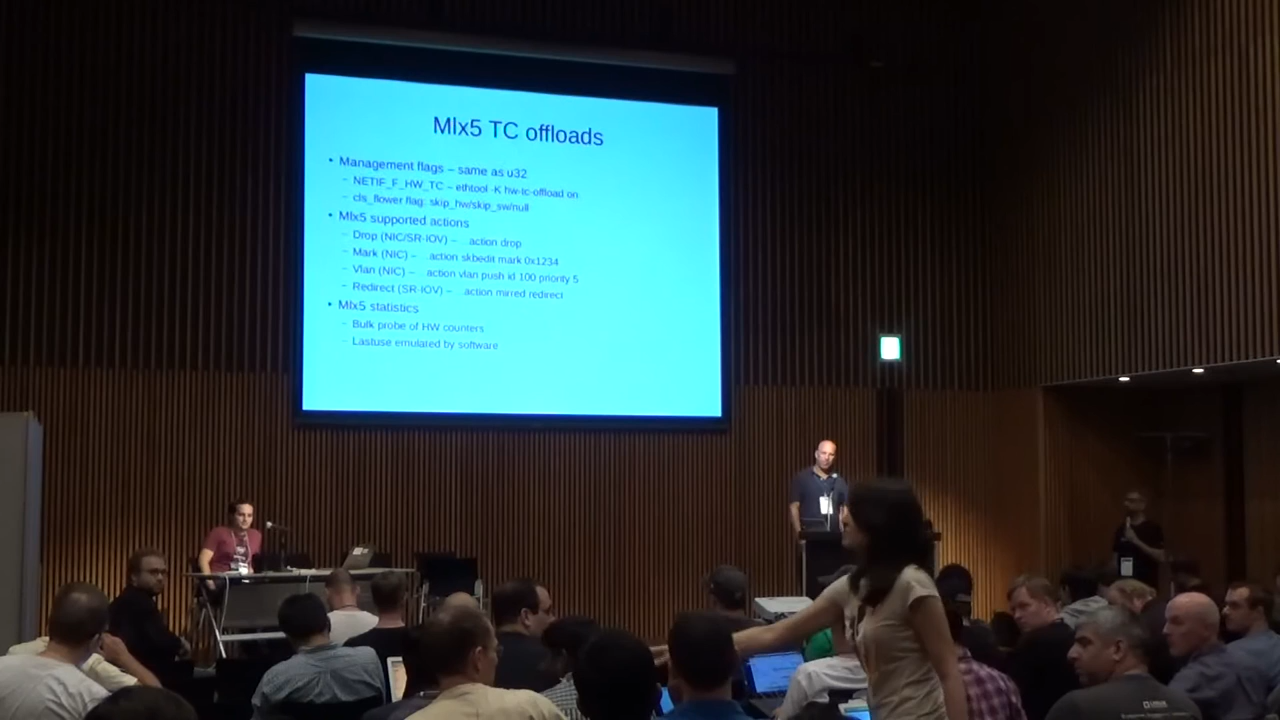 Mlx5 TC offloads
• Management flags – same as u32
– NETIF_F_HW_TC – ethtool -K hw-tc-offload on
– cls_flower flag: skip_hw/skip_sw/null
• Mlx5 supported actions
– Drop (NIC/SR-IOV) – ...action drop
– Mark (NIC) – ...action skbedit mark 0x1234
– Vlan (NIC) – ...action vlan push id 100 priority 5
– Redirect (SR-IOV) – ...action mirred redirect
• Mlx5 statistics
– Bulk probe of HW counters
– Lastuse emulated by software